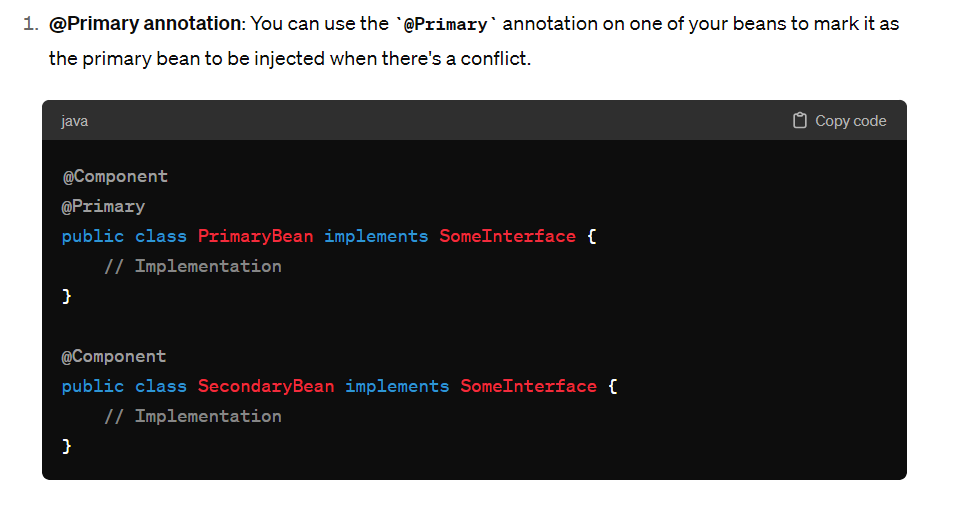 1. @Primary annotation: You can use the `@Primary` annotation on one of your beans to mark it as
the primary bean to be injected when there's a conflict.
java Copy code
@Component
@Primary
public class PrimaryBean implements SomeInterface {
    // Implementation
}
@Component
public class SecondaryBean implements SomeInterface {
    // Implementation
}